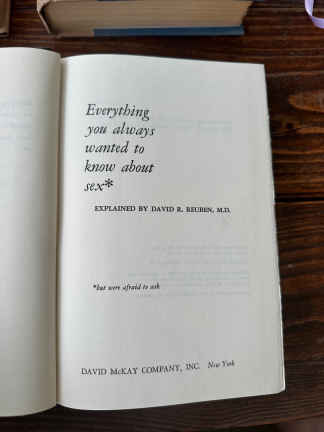 Everything
you always
wanted to
know about
sex*
EXPLAINED BY DAVID R. REUBEN, M.D.
*but were afraid to ask
DAVID McKAY COMPANY, INC. New York